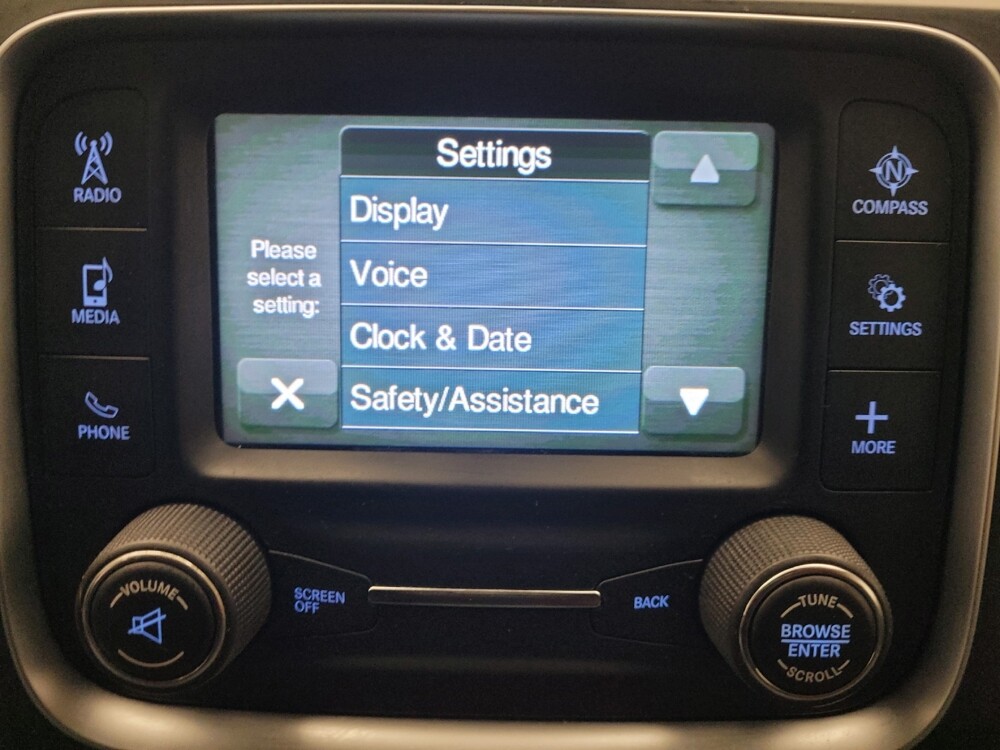 RADIO
MEDIA
PHONE
Please
select a
setting:
Settings
Display
Voice
Clock & Date
Safety/Assistance
N
COMPASS
SETTINGS
MORE
VOLUME
SCREEN
OFF
BACK
TUNE
BROWSE
ENTER
SCROLL